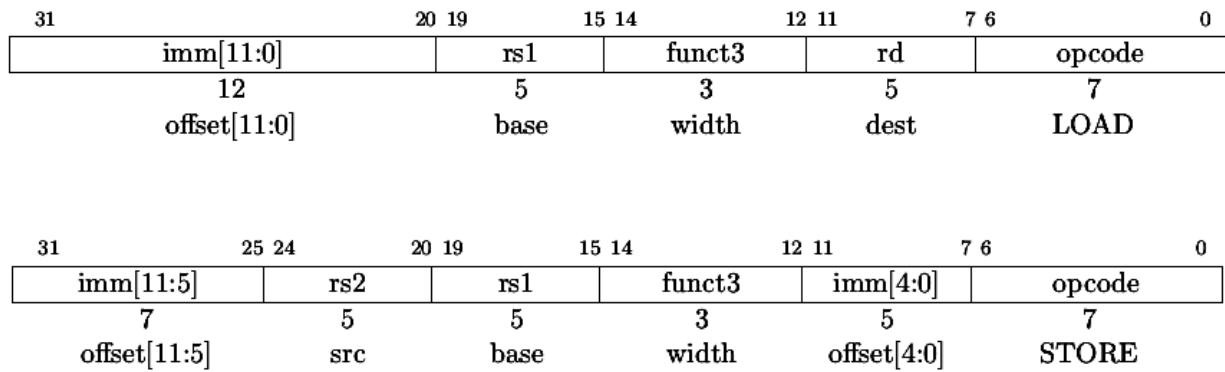 31 20 19 15 14 12 11 7 6 0
imm[11:0] rs1 funct3 rd opcode
12 5 3 5 7
offset[11:0] base width dest LOAD
31 25 24 20 19 15 14 12 11 7 6 0
imm[11:5] rs2 rs1 funct3 imm[4:0] opcode
7 5 5 3 5 7
offset[11:5] src base width offset[4:0] STORE